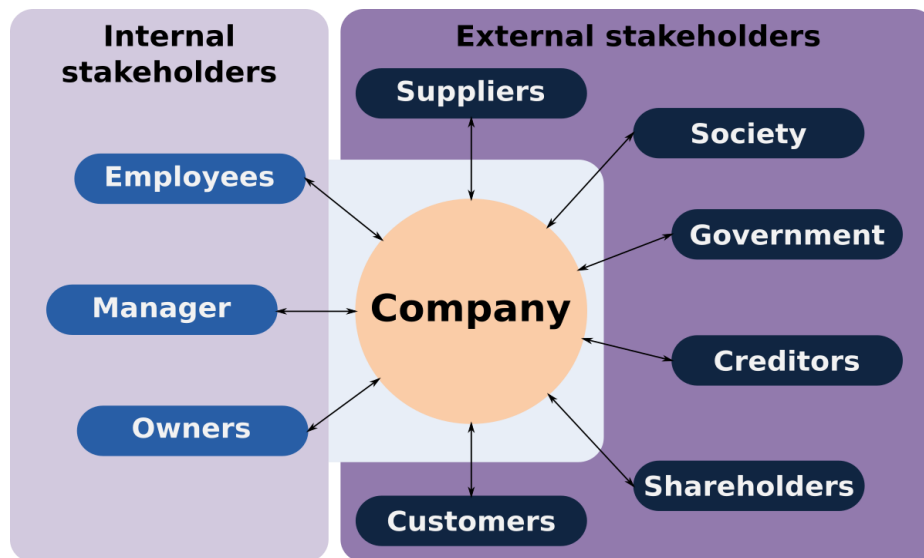 Internal
stakeholders
External stakeholders
Suppliers
Society
Employees
Government
Manager
Company
Creditors
Owners
Shareholders
Customers